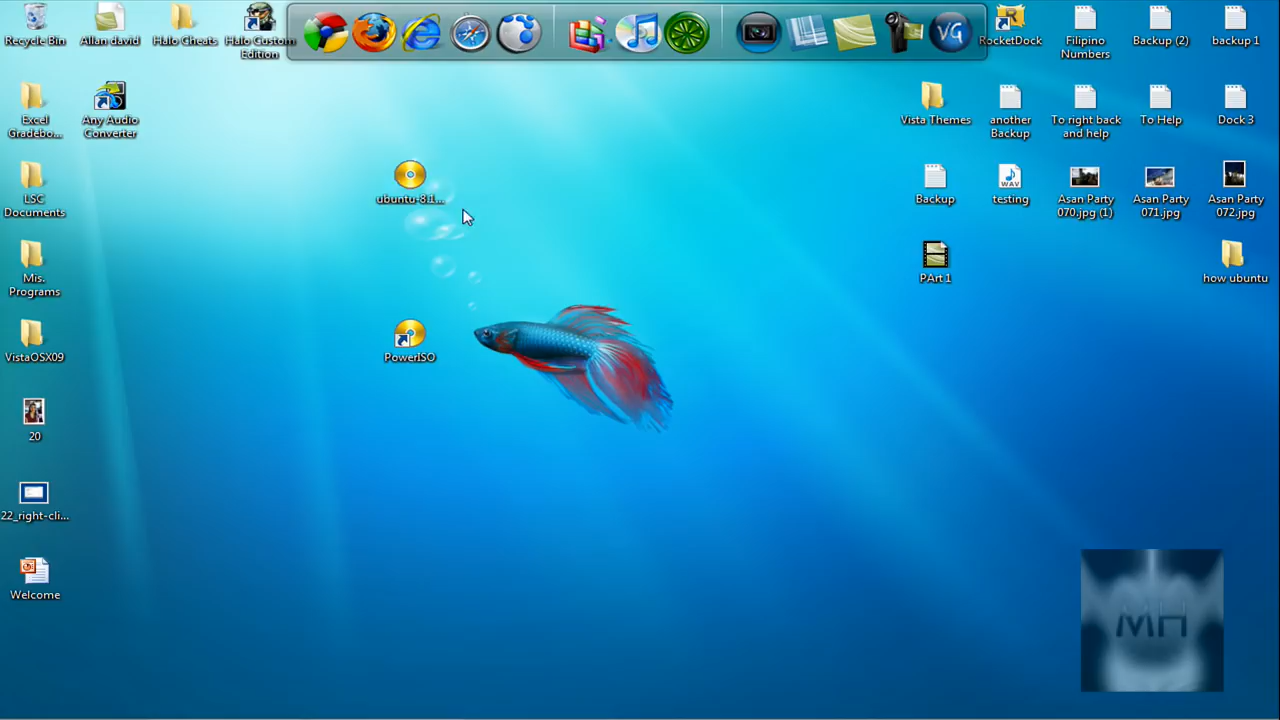 Recycle Bin
Allan david
Halo Cheats
Halo Custom
Edition
VG
RocketDock
Filipino
Numbers
Backup (2)
backup 1
Excel
Gradebo...
Any Audio
Converter
Vista Themes
another
Backup
To right back
and help
To Help
Dock 3
LSC
Documents
ubuntu-8.1...
Backup
WAV
testing
Asan Party
070.jpg (1)
Asan Party
071.jpg
Asan Party
072.jpg
Mis.
Programs
PArt 1
how ubuntu
VistaOSX09
PowerISO
20
22_right-cli...
Welcome
MH